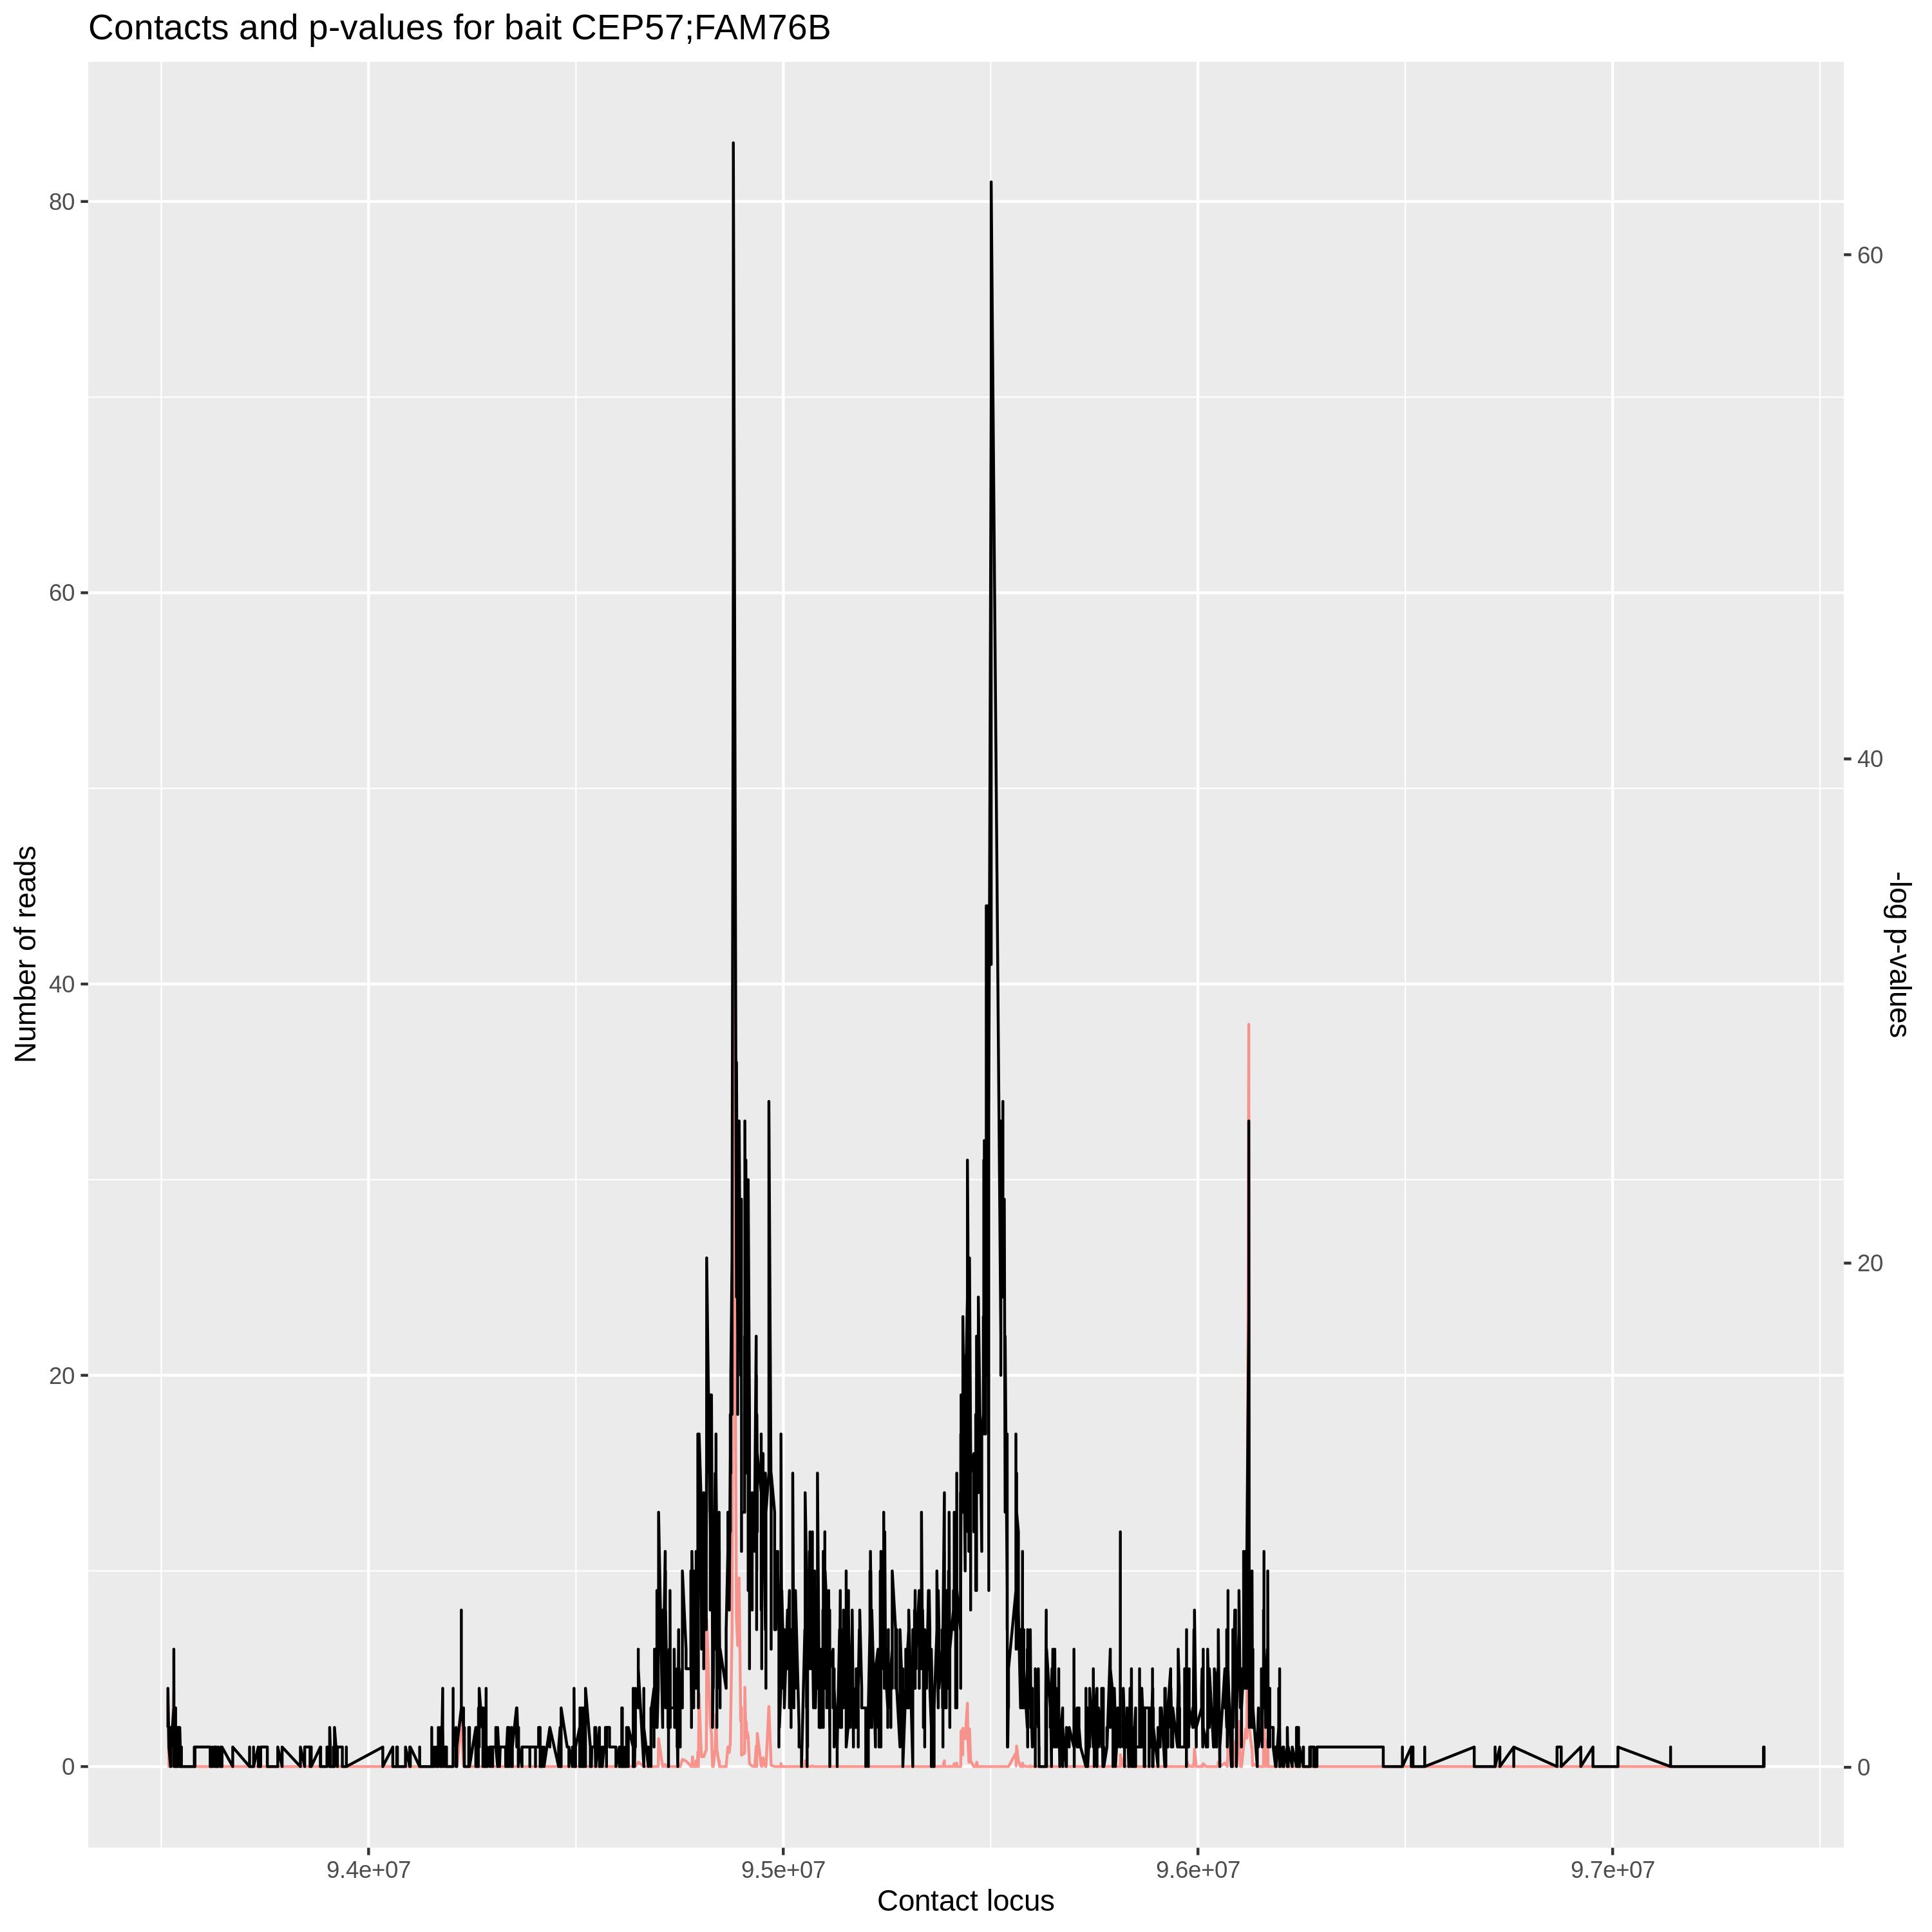 Contacts and p-values for bait CEP57;FAM76B
80
60
40
20
0
Number of reads
60
40
20
0
-log p-values
9.4e+07
9.5e+07
9.6e+07
9.7e+07
Contact locus